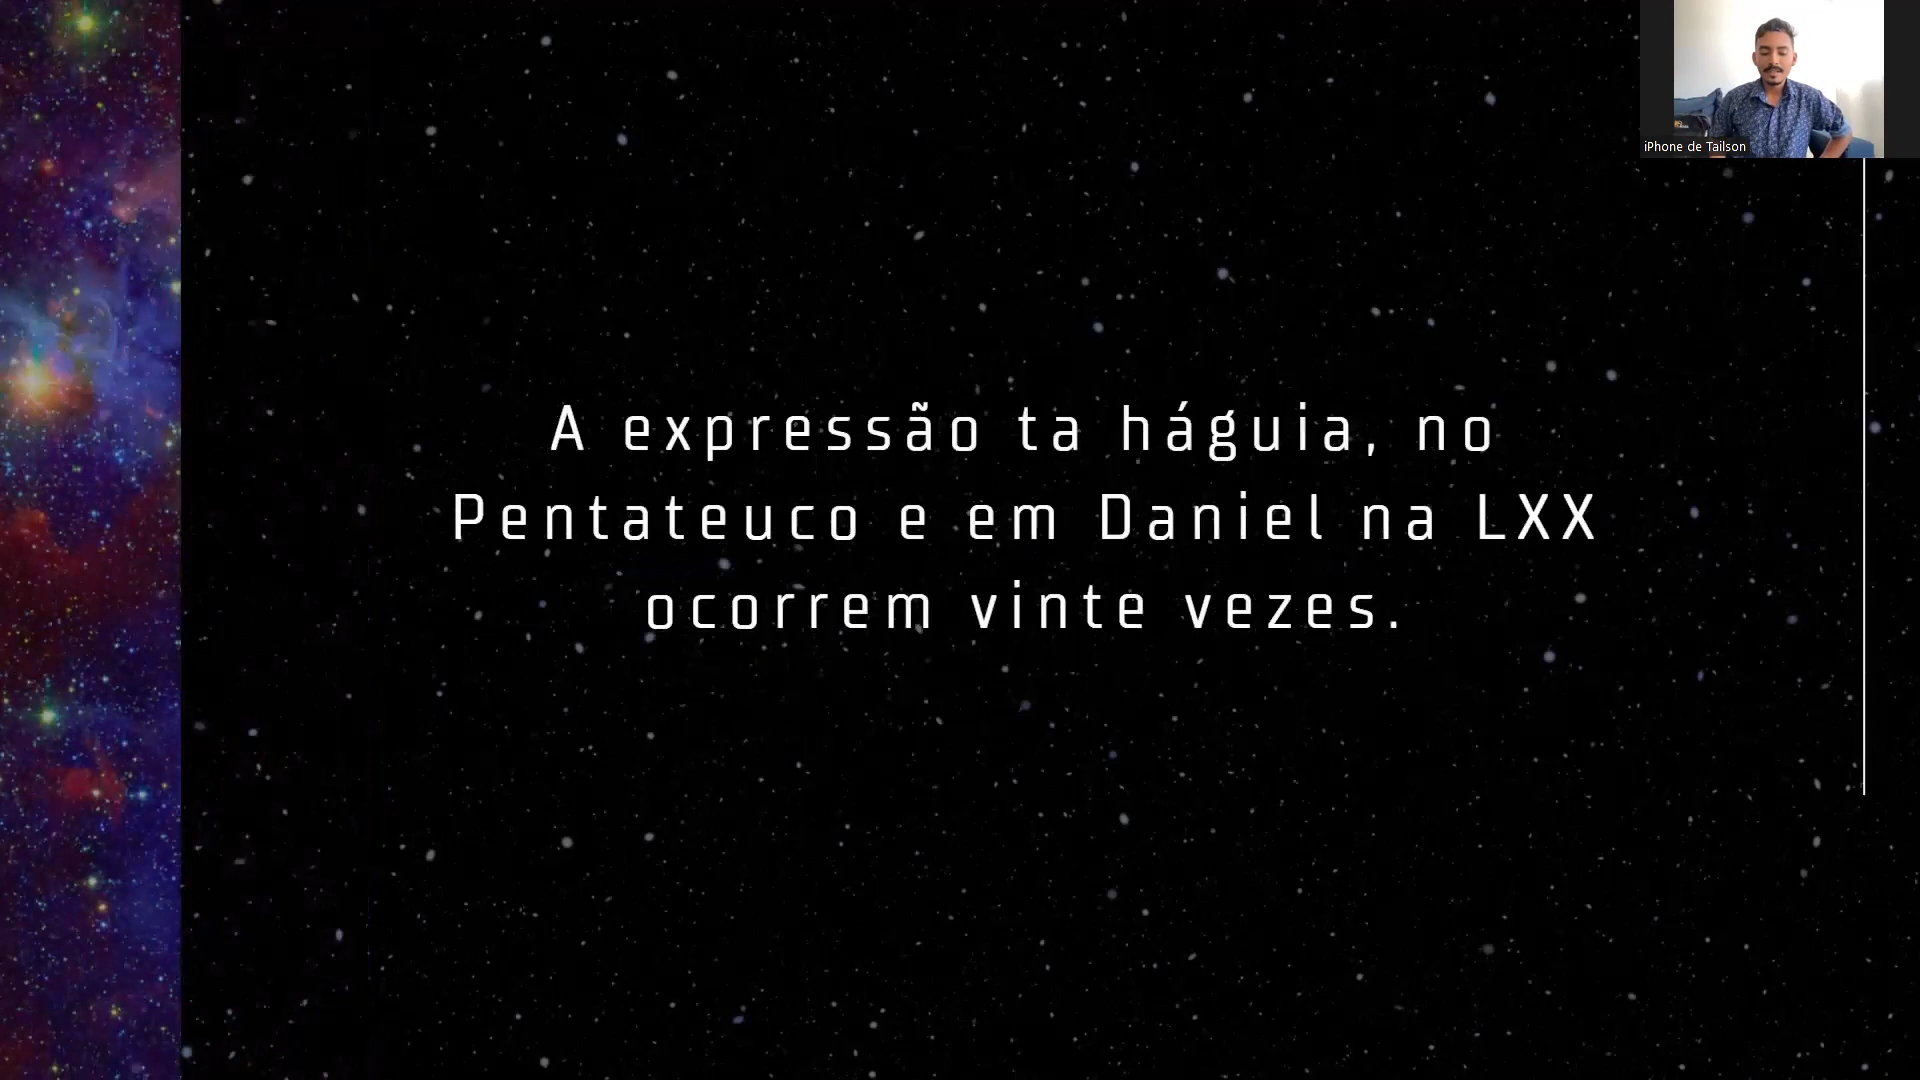 iPhone de Tailson
A expressão ta háguia, no
Pentateuco e em Daniel na LXX
ocorrem vinte vezes.